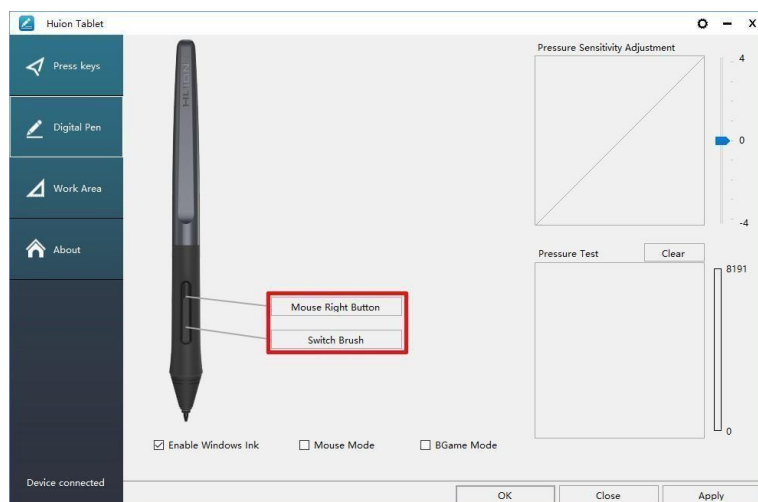 Huion Tablet
X
Press keys
Digital Pen
Work Area
About
Device connected
HUION
Mouse Right Button
Switch Brush
Enable Windows Ink
Mouse Mode
BGame Mode
Pressure Sensitivity Adjustment
4
0
-4
Pressure Test
Clear
8191
0
OK
Close
Apply